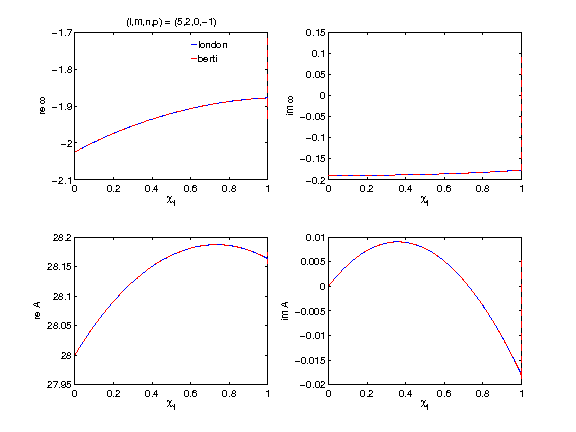 (l,m,n,p) = (5,2,0,−1)
−1.7
−1.8
−1.9
−2
−2.1
re ω
london
berti
0 0.2 0.4 0.6 0.8 1
χf
0.15
0.1
0.05
0
−0.05
−0.1
−0.15
−0.2
im ω
0 0.2 0.4 0.6 0.8 1
χf
28.2
28.15
28.1
28.05
28
27.95
re A
0 0.2 0.4 0.6 0.8 1
χf
0.01
0.005
0
−0.005
−0.01
−0.015
−0.02
im A
0 0.2 0.4 0.6 0.8 1
χf